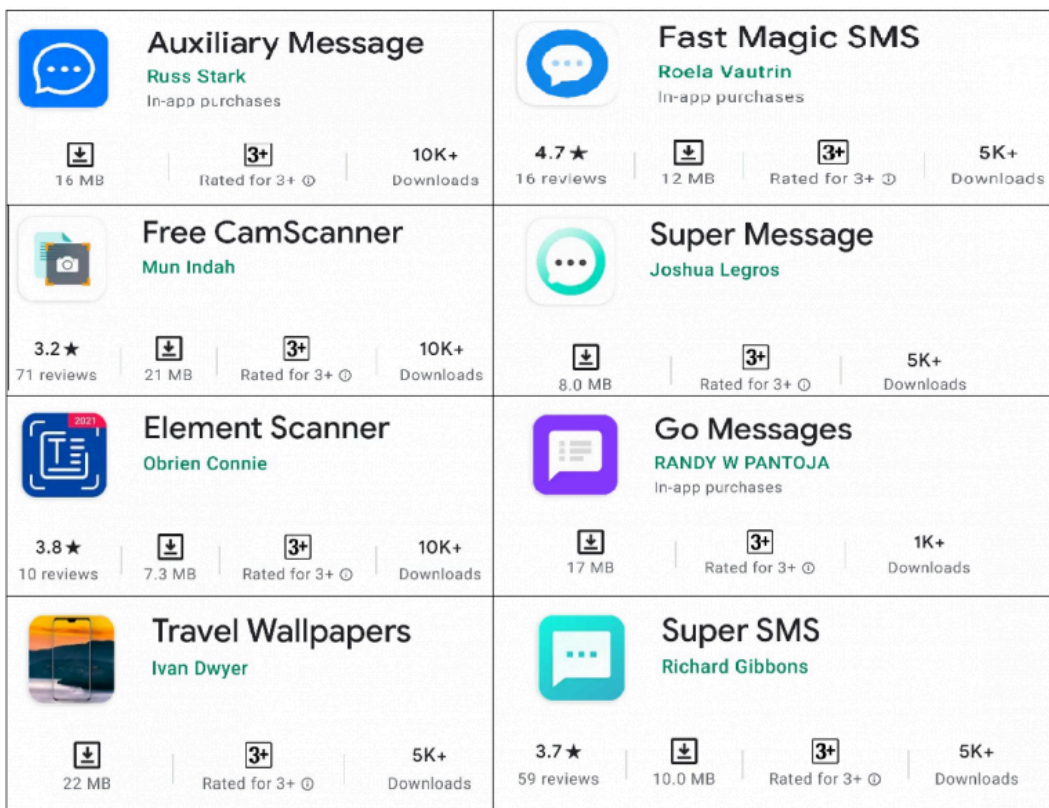 Auxiliary Message
Russ Stark
In-app purchases
3+
10K+
16 MB
Rated for 3+
Downloads
Fast Magic SMS
Roela Vautrin
In-app purchases
4.7★
3+
5K+
16 reviews
12 MB
Rated for 3+
Downloads
Free CamScanner
Mun Indah
3.2★
3+
10K+
71 reviews
21 MB
Rated for 3+
Downloads
Super Message
Joshua Legros
3+
5K+
8.0 MB
Rated for 3+
Downloads
2021
TE
Element Scanner
Obrien Connie
3.8★
3+
10K+
10 reviews
7.3 MB
Rated for 3+
Downloads
Go Messages
RANDY W PANTOJA
In-app purchases
3+
1K+
17 MB
Rated for 3+
Downloads
Travel Wallpapers
Ivan Dwyer
3+
5K+
22 MB
Rated for 3+
Downloads
Super SMS
Richard Gibbons
3.7★
3+
5K+
59 reviews
10.0 MB
Rated for 3+
Downloads